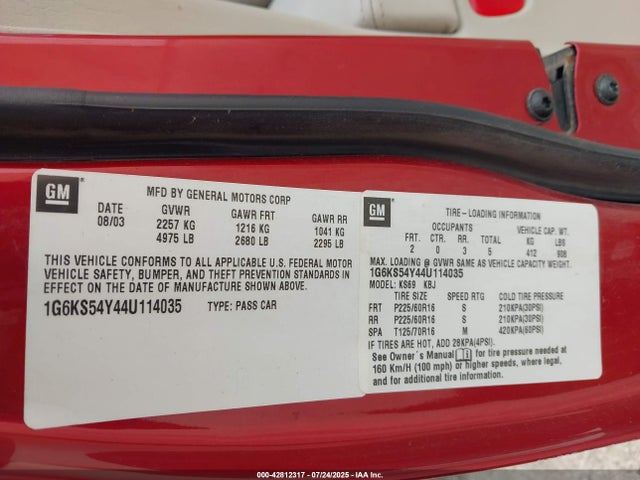 GM
MFD BY GENERAL MOTORS CORP
DATE GVWR GAWR FRT GAWR RR
08/03 2257 KG 1216 KG 1041 KG
4975 LB 2680 LB 2295 LB
THIS VEHICLE CONFORMS TO ALL APPLICABLE U.S. FEDERAL MOTOR
VEHICLE SAFETY, BUMPER, AND THEFT PREVENTION STANDARDS IN
EFFECT ON THE DATE OF MANUFACTURE SHOWN ABOVE.
1G6KS54Y44U114035 TYPE: PASS CAR
GM
TIRE-LOADING INFORMATION
OCCUPANTS VEHICLE CAP. WT.
FRT CTR RR TOTAL KG LBS
2 0 3 5 412 908
MAX. LOADING @ GVWR SAME AS VEHICLE CAPACITY WEIGHT.
1G6KS54Y44U114035
MODEL: KS69 KBJ
TIRE SIZE SPEED RTG COLD TIRE PRESSURE
FRT P225/60R16 S 210KPA(30PSI)
RR P225/60R16 S 210KPA(30PSI)
SPA T125/70R16 M 420KPA(60PSI)
IF TIRES ARE HOT, ADD 28KPA(4PSI)
See Owner's Manual for tire pressure needed at
160 Km/H (100 mph) or higher speeds, where legal,
and for additional tire information.
000-42812317 - 07/24/2025 - IAA Inc.